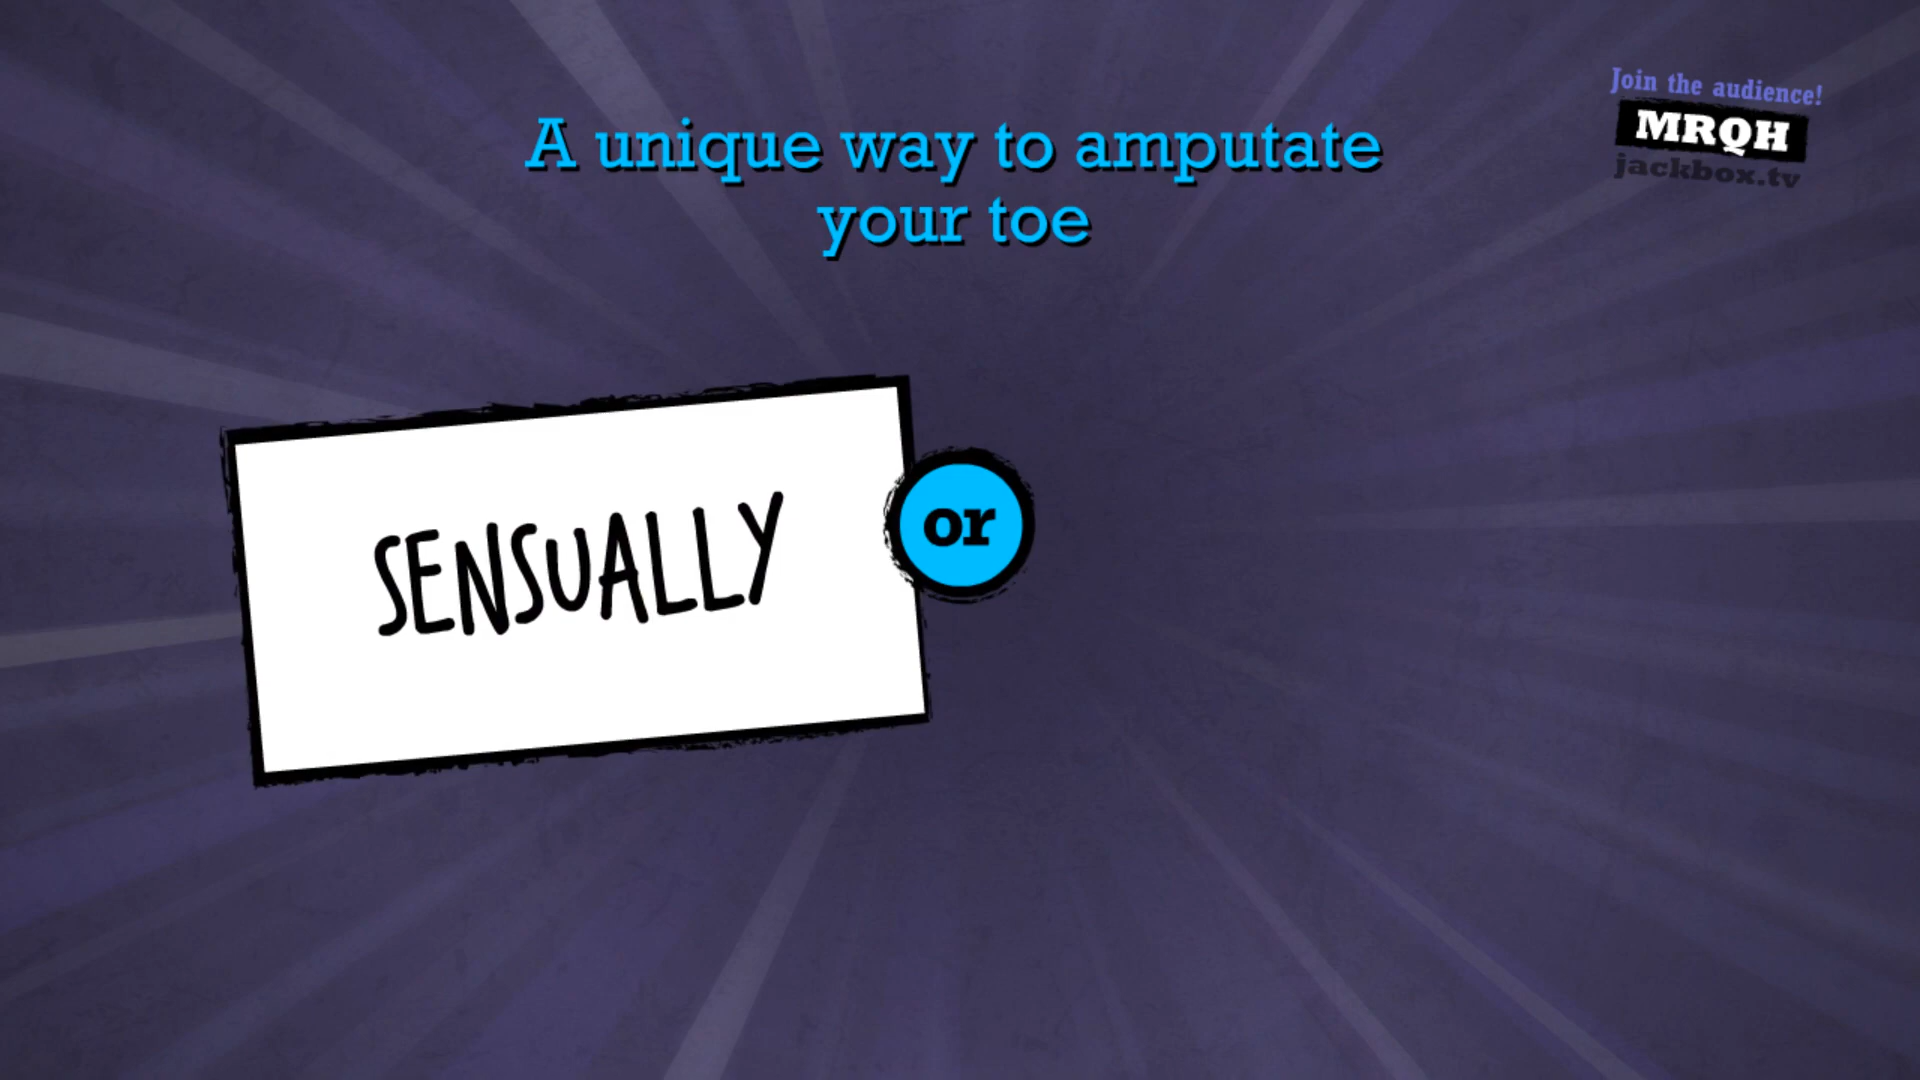 A unique way to amputate
your toe
Join the audience!
MRQH
jackbox.tv
SENSUALLY
or